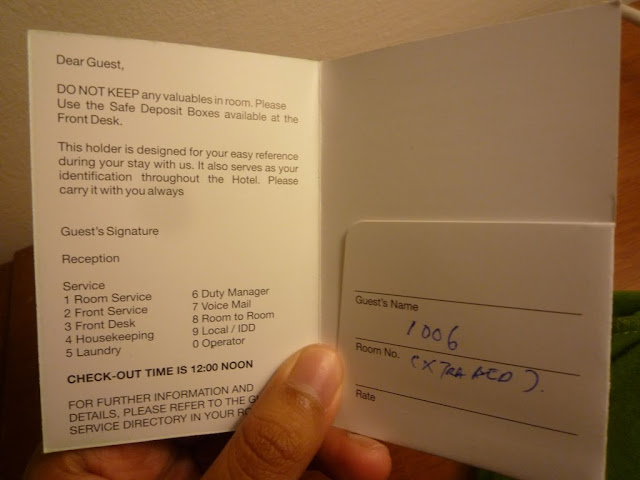 Dear Guest,
DO NOT KEEP any valuables in room. Please
Use the Safe Deposit Boxes available at the
Front Desk.
This holder is designed for your easy reference
during your stay with us. It also serves as your
identification throughout the Hotel. Please
carry it with you always
Guest's Signature
Reception
Service
1 Room Service
2 Front Service
3 Front Desk
4 Housekeeping
5 Laundry
6 Duty Manager
7 Voice Mail
8 Room to Room
9 Local / IDD
0 Operator
CHECK-OUT TIME IS 12:00 NOON
FOR FURTHER INFORMATION AND
DETAILS, PLEASE REFER TO THE
SERVICE DIRECTORY IN YOUR
Guest's Name
1006
Room No.
(XTRA BED).
Rate